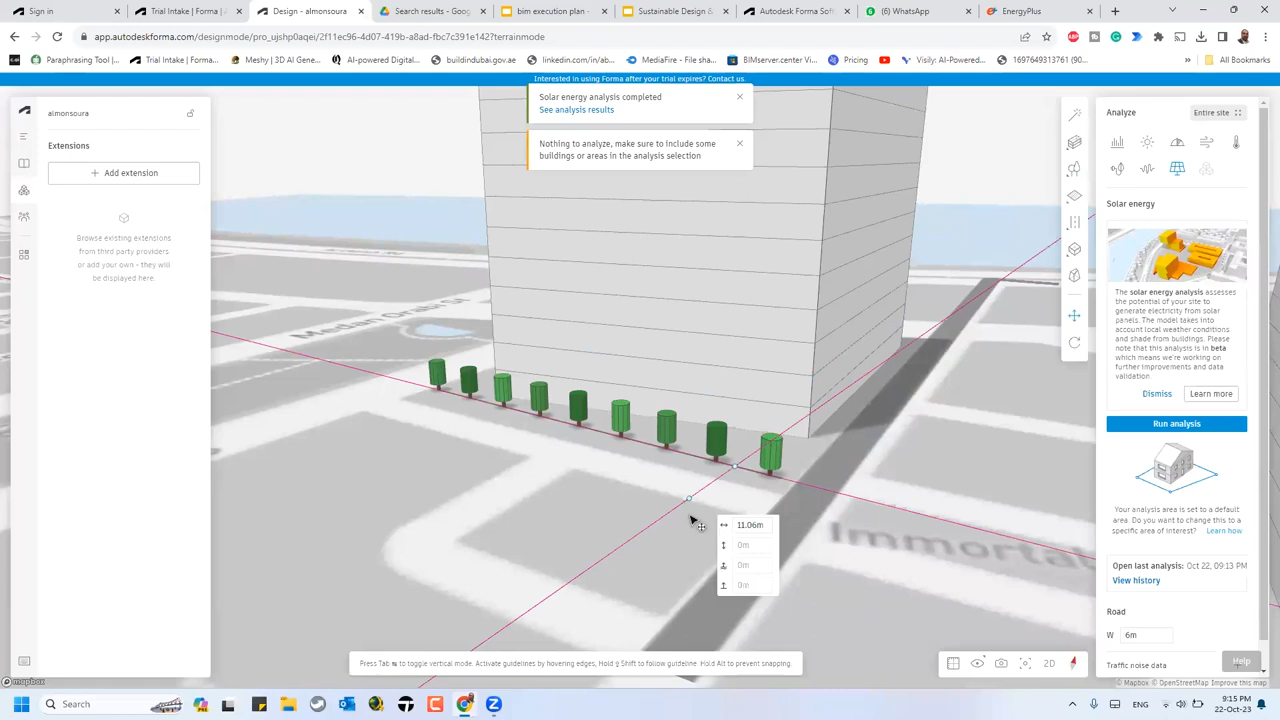 Sign in
Trial Intake | Forma | A
Design - almonsoura
Search results - Goog
bim execution plan -
Sustainable Design &
Autodesk Forma Soft
(6) WhatsApp
EnergyPlus
app.autodeskforma.com/designmode/pro_ujshp0aqei/2f11ec96-4d07-419b-a8ad-fbc7c391e142?terrainmode
Paraphrasing Tool |...
Trial Intake | Forma...
Meshy | 3D AI Gene...
AI-powered Digital...
buildindubai.gov.ae
linkedin.com/in/ab...
MediaFire - File sha...
BIMserver.center Vi...
Pricing
Visily: AI-Powered...
1697649313761 (90...
»
All Bookmarks
Interested in using Forma after your trial expires? Contact us.
almonsoura
Extensions
+ Add extension
Browse existing extensions
from third party providers
or add your own - they will
be displayed here.
Solar energy analysis completed
See analysis results
Nothing to analyze, make sure to include some
buildings or areas in the analysis selection
Immorta
11.06m
0m
0m
0m
Press Tab ⇆ to toggle vertical mode. Activate guidelines by hovering edges, Hold ⇧ Shift to follow guideline. Hold Alt to prevent snapping.
2D
Analyze
Entire site
Solar energy
The solar energy analysis assesses
the potential of your site to
generate electricity from solar
panels. The model takes into
account local weather conditions
and shade from buildings. Please
note that this analysis is in beta
which means we're working on
further improvements and data
validation.
Dismiss
Learn more
Run analysis
Your analysis area is set to a default
area. Do you want to change this to a
specific area of interest? Learn how
Open last analysis: Oct 22, 09:13 PM
View history
Road
W 6m
Traffic noise data
Help
mapbox
© Mapbox © OpenStreetMap Improve this map
Search
ENG
9:15 PM
22-Oct-23